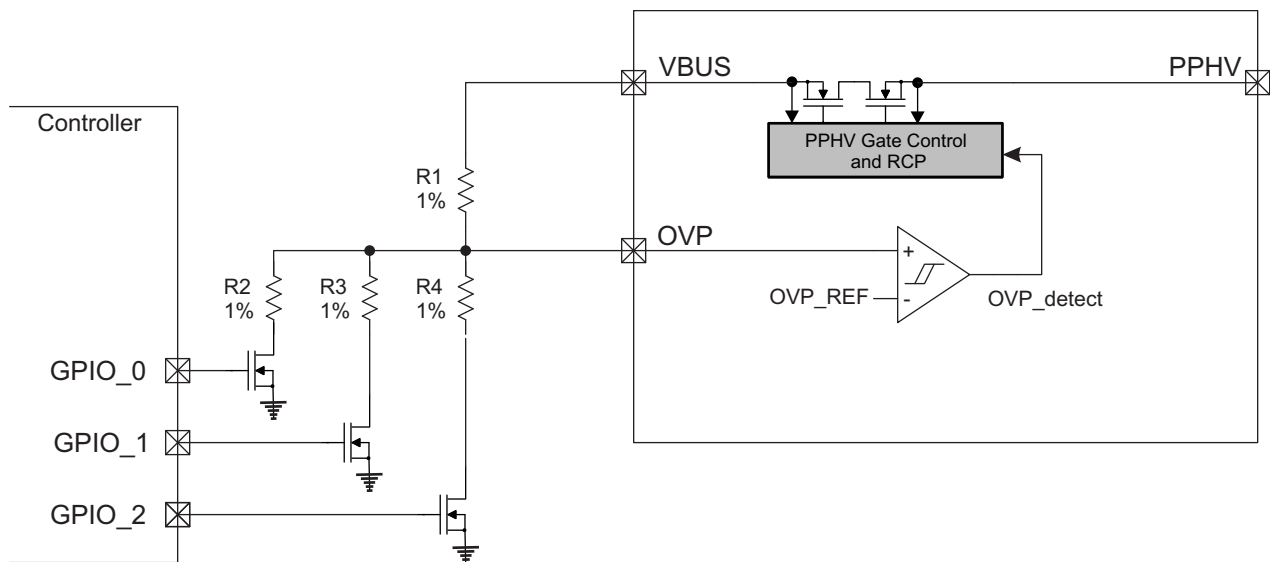 VBUS
PPHV
Controller
PPHV Gate Control
and RCP
R1
1%
OVP
R2
1%
R3
1%
R4
1%
+
OVP_REF
-
OVP_detect
GPIO_0
GPIO_1
GPIO_2